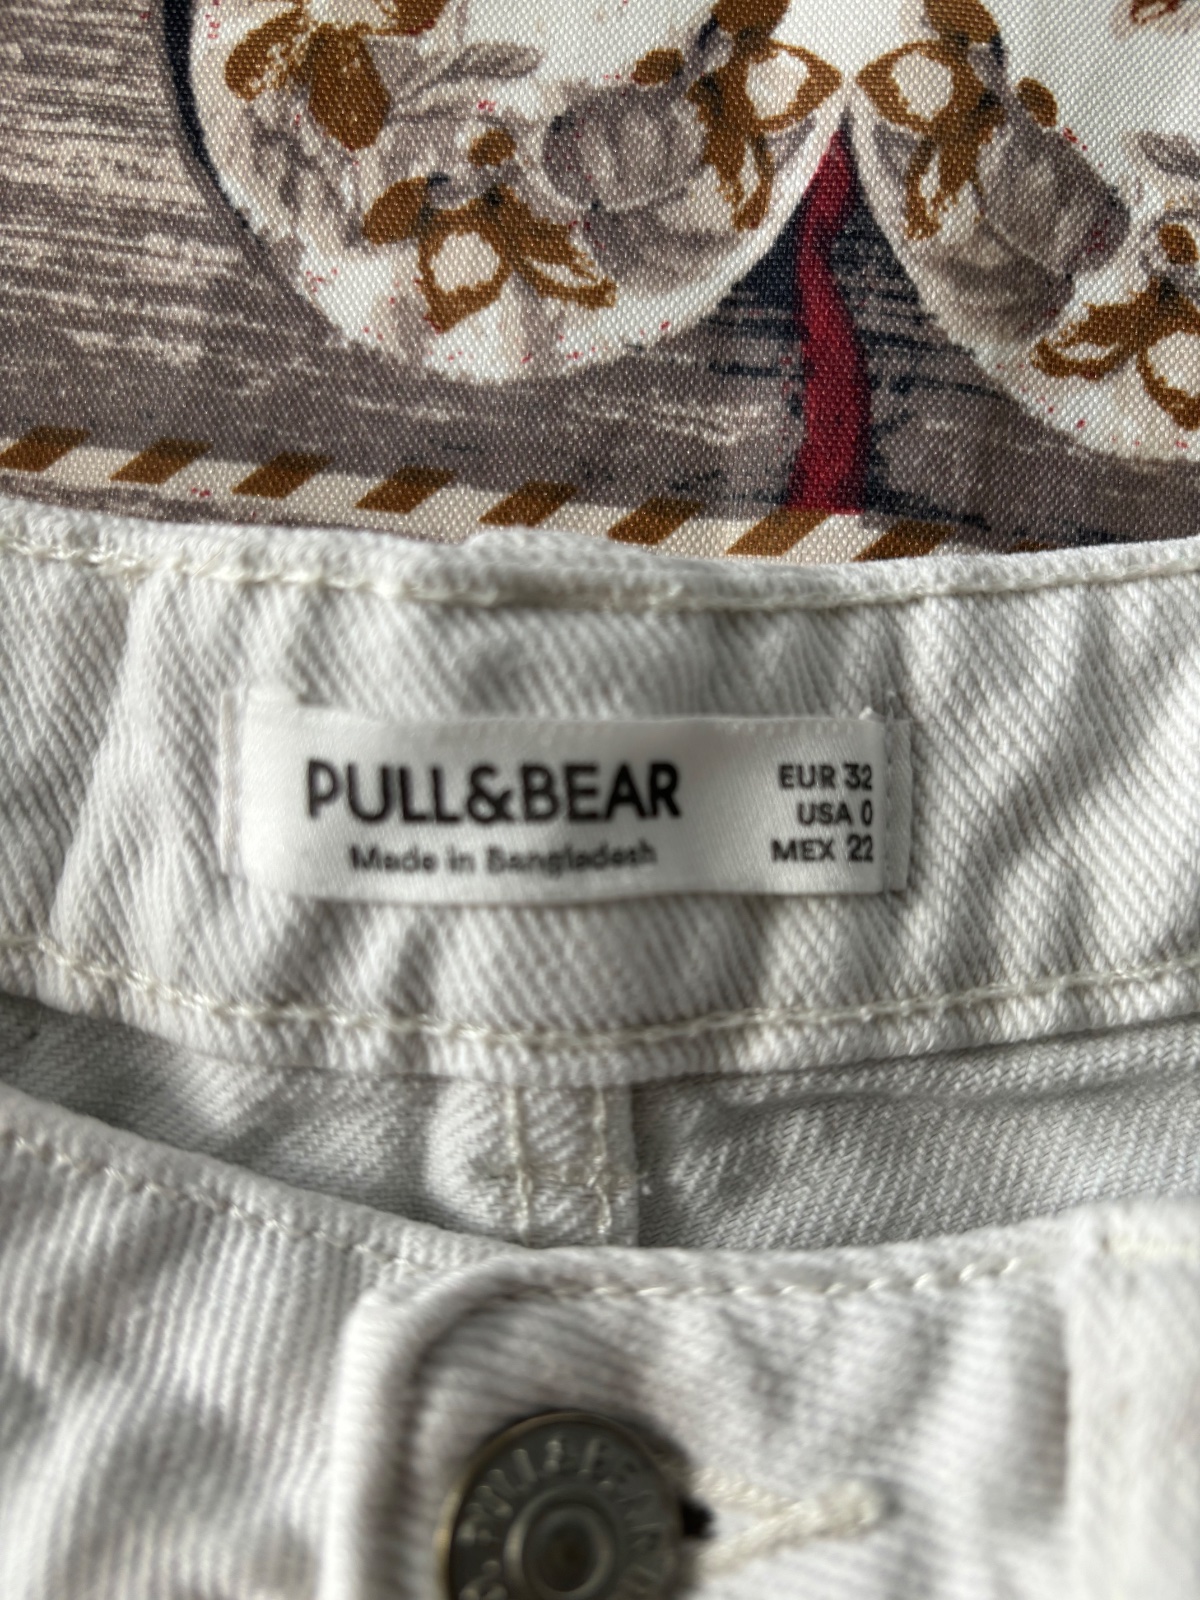 PULL&BEAR
Made in Bangladesh
EUR 32
USA 0
MEX 22